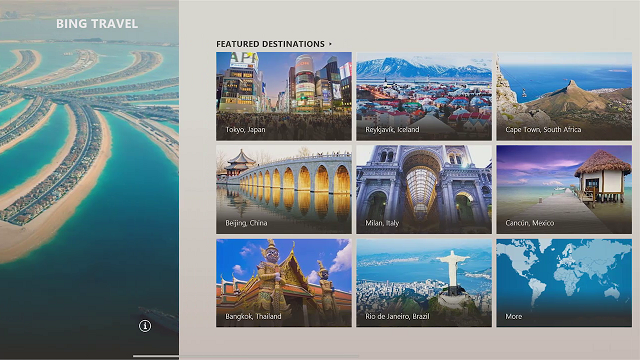 BING TRAVEL
FEATURED DESTINATIONS
Tokyo, Japan
Reykjavík, Iceland
Cape Town, South Africa
Beijing, China
Milan, Italy
Cancún, Mexico
Bangkok, Thailand
Rio de Janeiro, Brazil
More